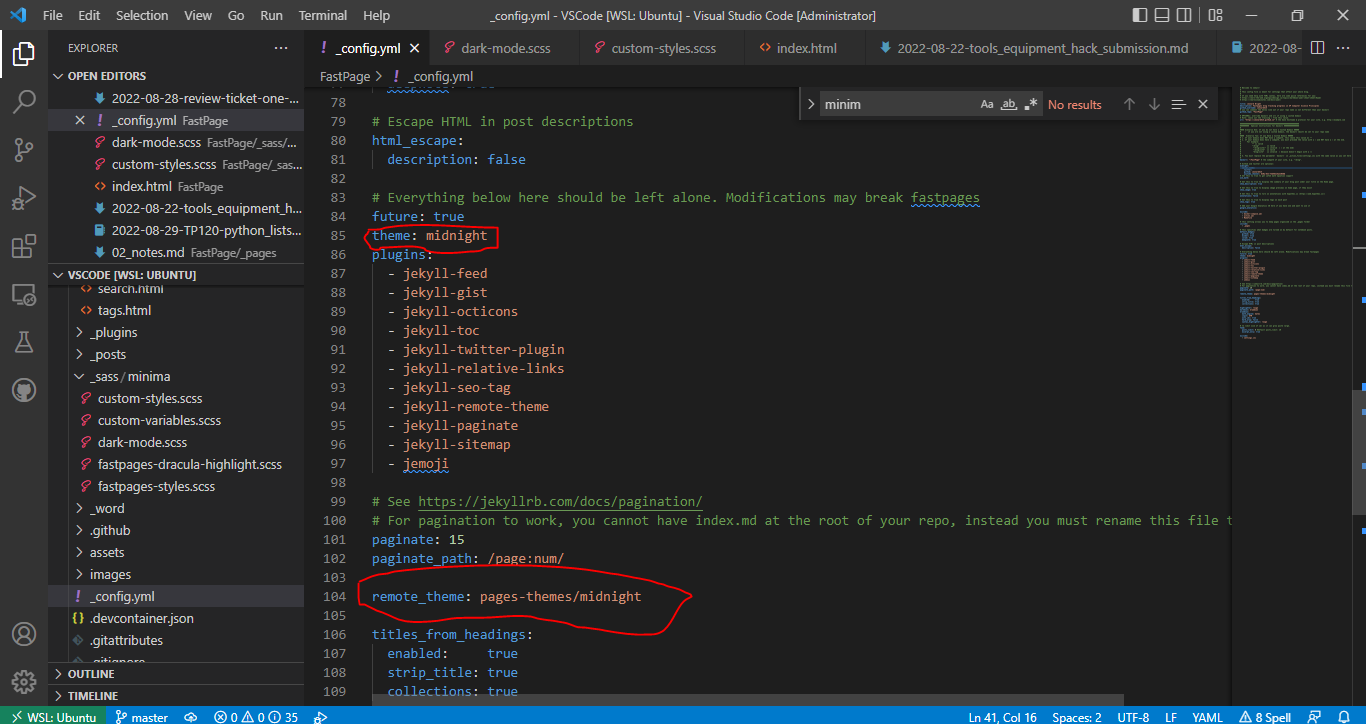 File Edit Selection View Go Run Terminal Help
_config.yml - VSCode [WSL: Ubuntu] - Visual Studio Code [Administrator]
EXPLORER
OPEN EDITORS
2022-08-28-review-ticket-one-...
_config.yml FastPage
dark-mode.scss FastPage/_sass/...
custom-styles.scss FastPage/_sas...
index.html FastPage
2022-08-22-tools_equipment_h...
2022-08-29-TP120-python_lists...
02_notes.md FastPage/_pages
VSCODE [WSL: UBUNTU]
search.html
tags.html
_plugins
_posts
_sass / minima
custom-styles.scss
custom-variables.scss
dark-mode.scss
fastpages-dracula-highlight.scss
fastpages-styles.scss
_word
.github
assets
images
_config.yml
.devcontainer.json
.gitattributes
.gitignore
OUTLINE
TIMELINE
_config.yml dark-mode.scss custom-styles.scss index.html 2022-08-22-tools_equipment_hack_submission.md 2022-08-
FastPage > _config.yml
minim Aa ab .* No results
78
79 # Escape HTML in post descriptions
80 html_escape:
81 description: false
82
83 # Everything below here should be left alone. Modifications may break fastpages
84 future: true
85 theme: midnight
86 plugins:
87 - jekyll-feed
88 - jekyll-gist
89 - jekyll-octicons
90 - jekyll-toc
91 - jekyll-twitter-plugin
92 - jekyll-relative-links
93 - jekyll-seo-tag
94 - jekyll-remote-theme
95 - jekyll-paginate
96 - jekyll-sitemap
97 - jemoji
98
99 # See https://jekyllrb.com/docs/pagination/
100 # For pagination to work, you cannot have index.md at the root of your repo, instead you must rename this file t
101 paginate: 15
102 paginate_path: /page:num/
103
104 remote_theme: pages-themes/midnight
105
106 titles_from_headings:
107 enabled: true
108 strip_title: true
109 collections: true
WSL: Ubuntu master 0 0 35 Ln 41, Col 16 Spaces: 2 UTF-8 LF YAML 8 Spell